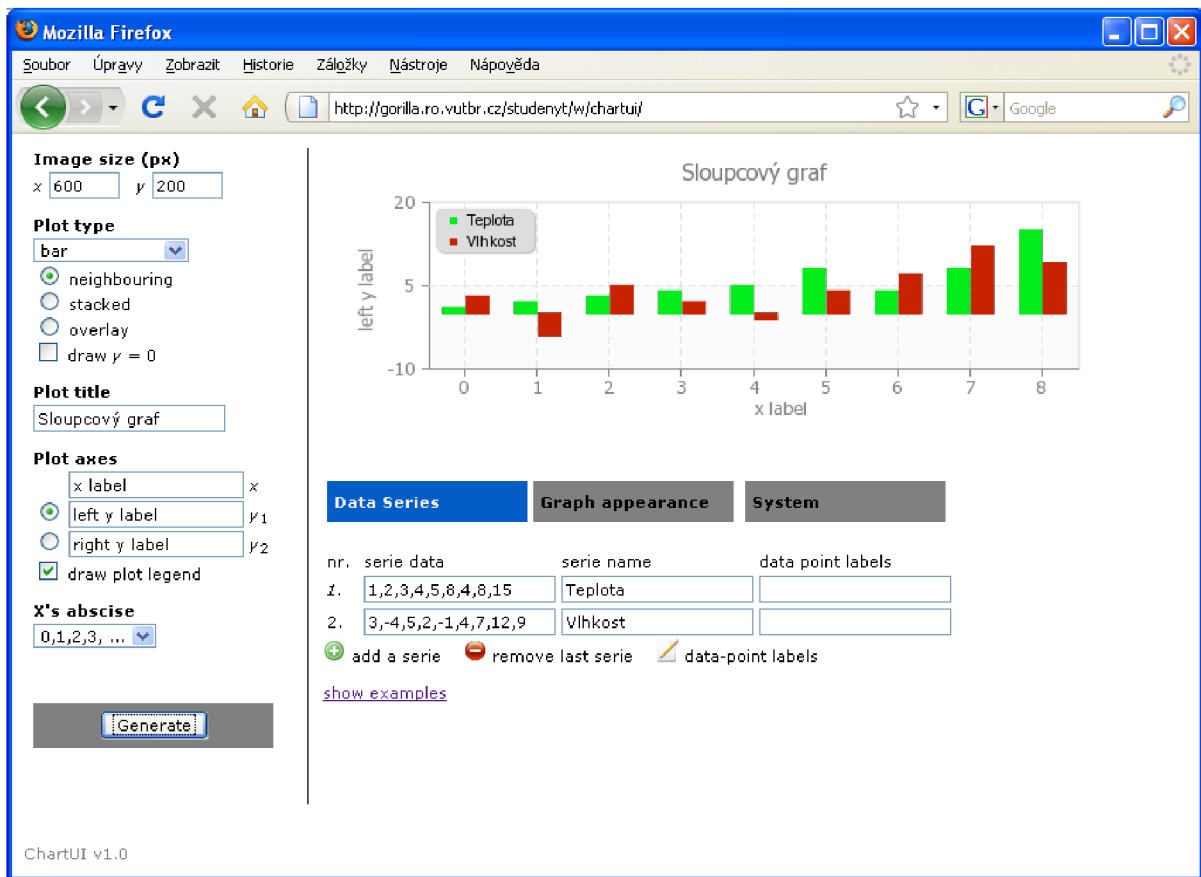 Mozilla Firefox
Soubor Úpravy Zobrazit Historie Záložky Nástroje Nápověda
http://gorilla.ro.vutbr.cz/studenyt/w/chartui/
G Google
Image size (px)
x 600 y 200
Plot type
bar
neighbouring
stacked
overlay
draw y = 0
Plot title
Sloupcový graf
Plot axes
x label x
left y label y1
right y label y2
draw plot legend
X's abscise
0,1,2,3, ...
Generate
ChartUI v1.0
Sloupcový graf
Teplota
Vlhkost
left y label
20
5
-10
0 1 2 3 4 5 6 7 8
x label
Data Series Graph appearance System
nr. serie data serie name data point labels
1. 1,2,3,4,5,8,4,8,15 Teplota
2. 3,-4,5,2,-1,4,7,12,9 Vlhkost
add a serie remove last serie data-point labels
show examples